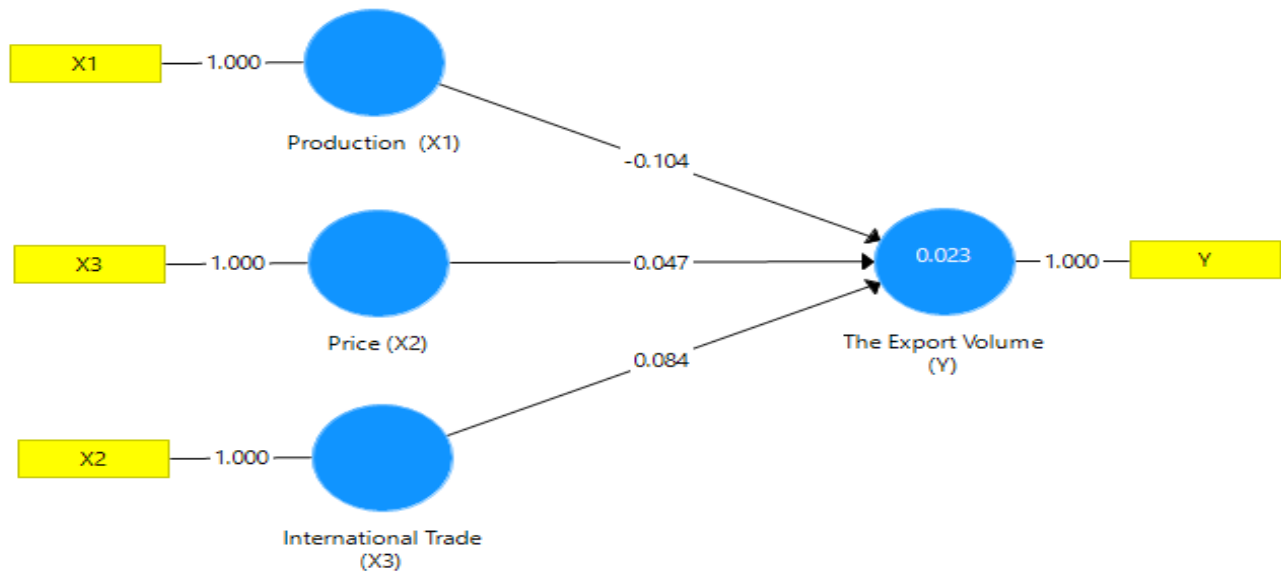 X1
1.000
Production (X1)
-0.104
X3
1.000
Price (X2)
0.047
0.023
1.000
Y
The Export Volume
(Y)
0.084
X2
1.000
International Trade
(X3)